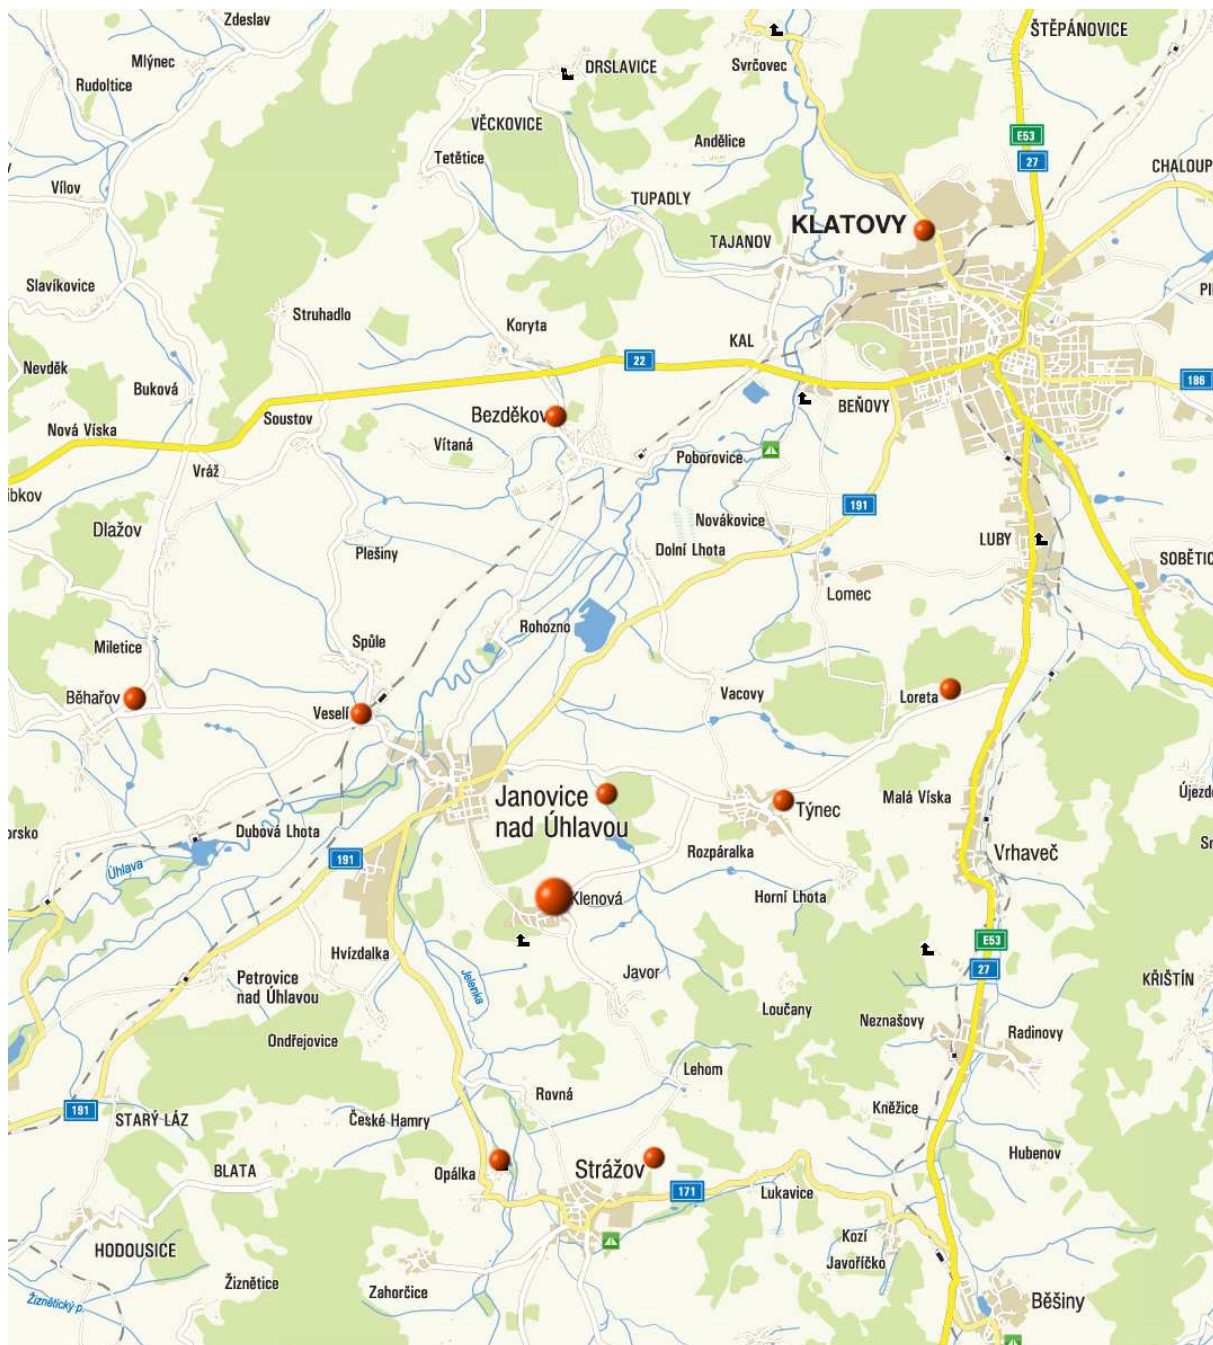 Zdeslav
ŠTĚPÁNOVICE
Mlýnec
Svrčovec
DRSLAVICE
Rudoltice
VĚCKOVICE
E53
Andělice
Tetětice
27
CHALOUP
Vílov
TUPADLY
KLATOVY
TAJANOV
Slavíkovice
Struhadlo
Koryta
KAL
22
Nevděk
Buková
186
BEŇOVY
Bezděkov
Soustov
Nová Víska
Vítaná
Poborovice
Vráž
ibkov
191
Novákovice
Dlažov
LUBY
Plešiny
Dolní Lhota
SOBĚTIC
Lomec
Rohozno
Spůle
Miletice
Vacovy
Běhařov
Loreta
Veselí
Janovice
nad Úhlavou
Malá Víska
Újezd
Týnec
orsko
Dubová Lhota
Rozpáralka
Vrhaveč
191
Úhlava
Horní Lhota
Klenová
E53
Hvízdalka
Javor
27
Jelenka
Petrovice
nad Úhlavou
KŘIŠTÍN
Loučany
Neznašovy
Radinovy
Ondřejovice
Lehom
Rovná
191
STARÝ LÁZ
České Hamry
Kněžice
Hubenov
BLATA
Opálka
Strážov
171
Lukavice
Kozí
HODOUSICE
Javoříčko
Žiznětice
Zahorčice
Žiznětický p.
Běšiny